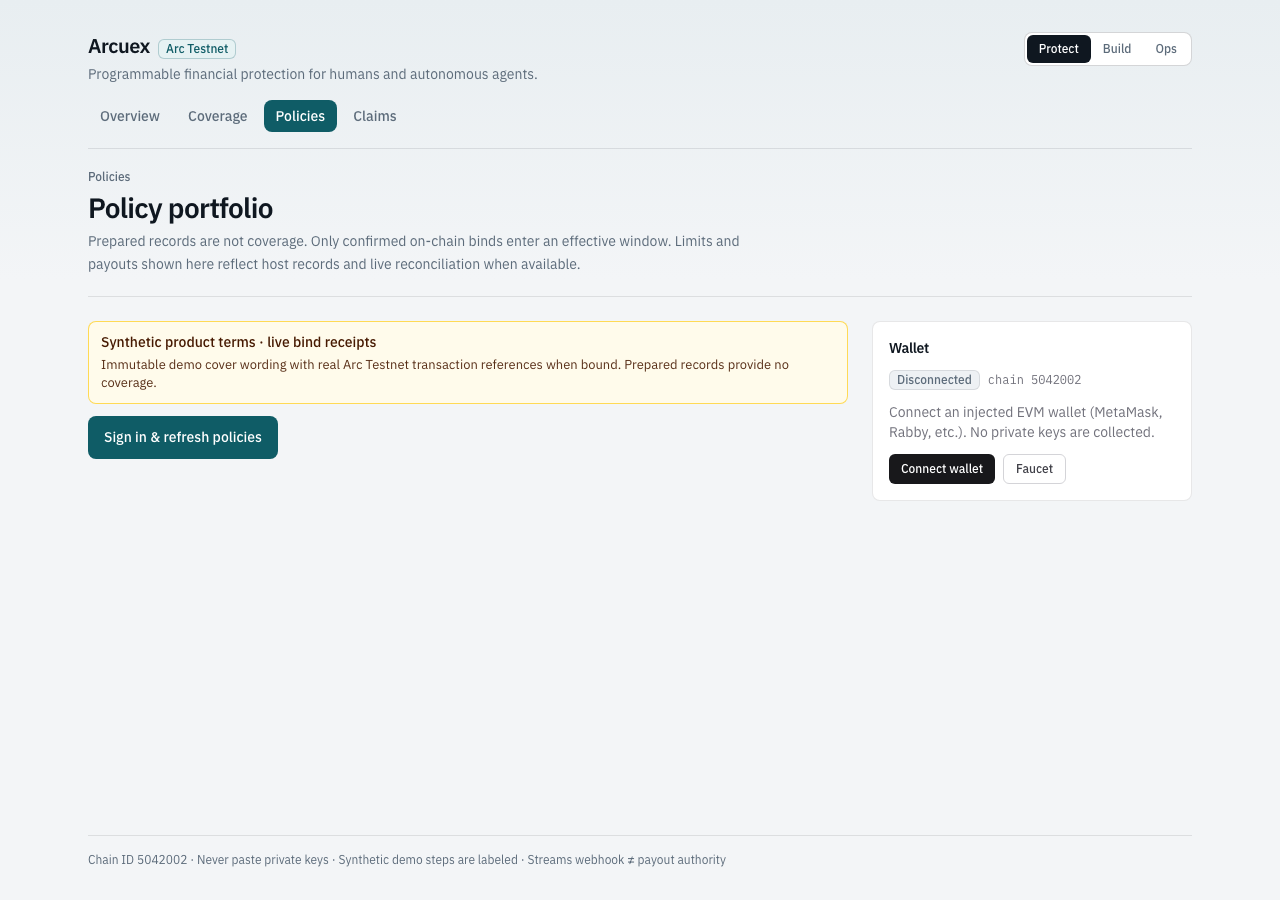 Arcuex Arc Testnet
Protect Build Ops
Programmable financial protection for humans and autonomous agents.
Overview Coverage Policies Claims
Policies
Policy portfolio
Prepared records are not coverage. Only confirmed on-chain binds enter an effective window. Limits and
payouts shown here reflect host records and live reconciliation when available.
Synthetic product terms · live bind receipts
Immutable demo cover wording with real Arc Testnet transaction references when bound. Prepared records provide no
coverage.
Sign in & refresh policies
Wallet
Disconnected chain 5042002
Connect an injected EVM wallet (MetaMask,
Rabby, etc.). No private keys are collected.
Connect wallet Faucet
Chain ID 5042002 · Never paste private keys · Synthetic demo steps are labeled · Streams webhook ≠ payout authority